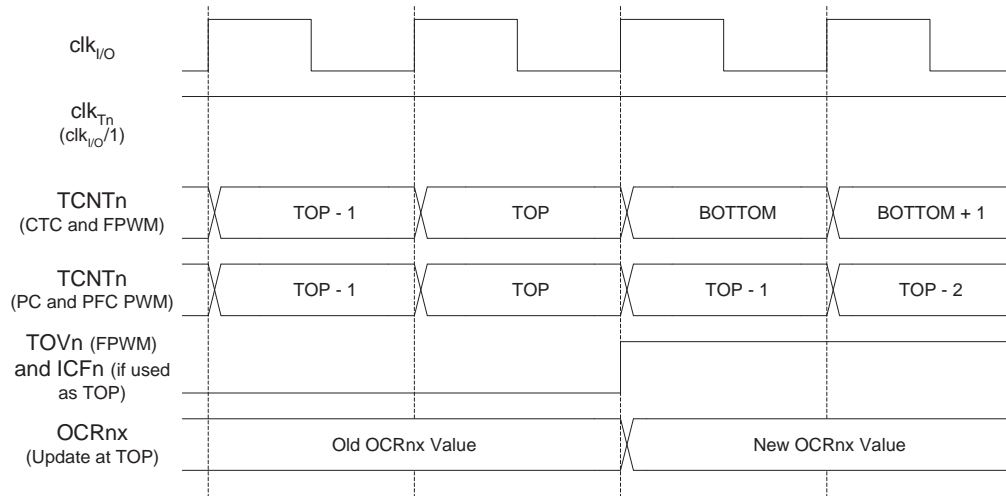 clkI/O
clkTn
(clkI/O/1)
TCNTn
(CTC and FPWM)
TOP - 1
TOP
BOTTOM
BOTTOM + 1
TCNTn
(PC and PFC PWM)
TOP - 1
TOP
TOP - 1
TOP - 2
TOVn (FPWM)
and ICFn (if used
as TOP)
OCRnx
(Update at TOP)
Old OCRnx Value
New OCRnx Value